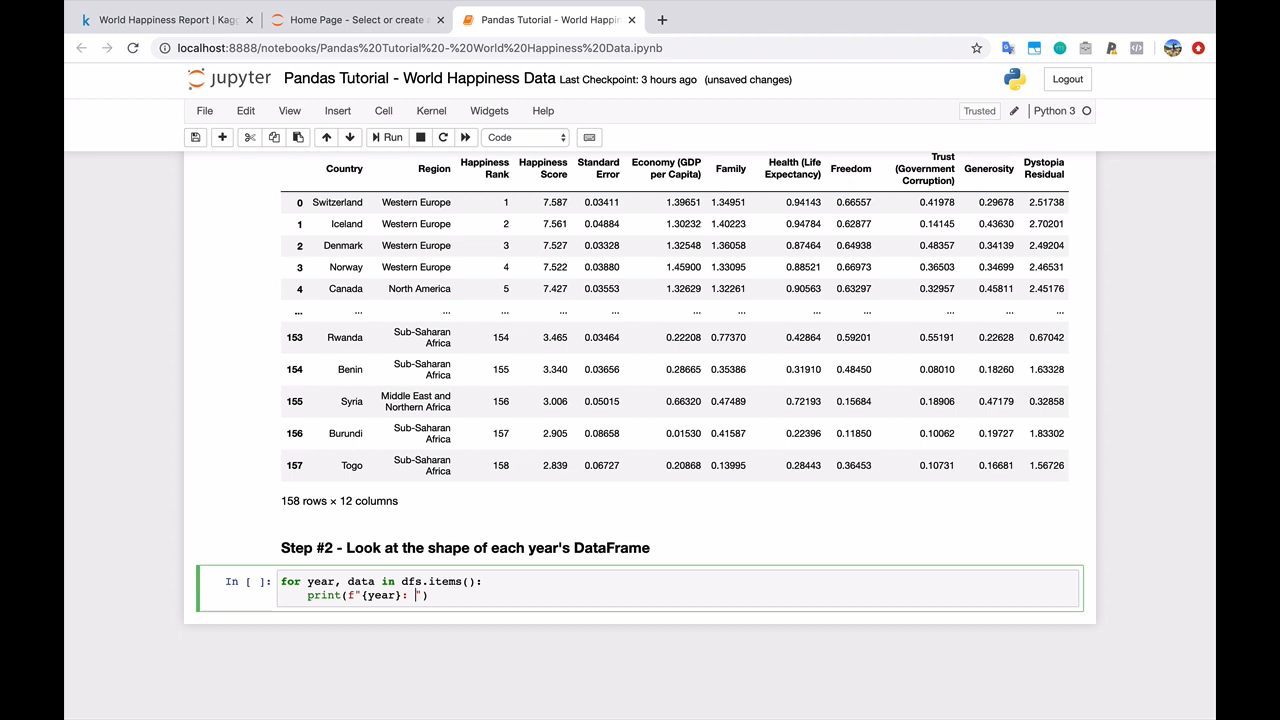 World Happiness Report | Kagg
Home Page - Select or create a
Pandas Tutorial - World Happin
localhost:8888/notebooks/Pandas%20Tutorial%20-%20World%20Happiness%20Data.ipynb
jupyter Pandas Tutorial - World Happiness Data Last Checkpoint: 3 hours ago (unsaved changes) Logout
File Edit View Insert Cell Kernel Widgets Help Trusted Python 3
Run Code
Country Region Happiness Rank Happiness Score Standard Error Economy (GDP per Capita) Family Health (Life Expectancy) Freedom Trust (Government Corruption) Generosity Dystopia Residual
0 Switzerland Western Europe 1 7.587 0.03411 1.39651 1.34951 0.94143 0.66557 0.41978 0.29678 2.51738
1 Iceland Western Europe 2 7.561 0.04884 1.30232 1.40223 0.94784 0.62877 0.14145 0.43630 2.70201
2 Denmark Western Europe 3 7.527 0.03328 1.32548 1.36058 0.87464 0.64938 0.48357 0.34139 2.49204
3 Norway Western Europe 4 7.522 0.03880 1.45900 1.33095 0.88521 0.66973 0.36503 0.34699 2.46531
4 Canada North America 5 7.427 0.03553 1.32629 1.32261 0.90563 0.63297 0.32957 0.45811 2.45176
... ... ... ... ... ... ... ... ... ... ... ... ...
153 Rwanda Sub-Saharan Africa 154 3.465 0.03464 0.22208 0.77370 0.42864 0.59201 0.55191 0.22628 0.67042
154 Benin Sub-Saharan Africa 155 3.340 0.03656 0.28665 0.35386 0.31910 0.48450 0.08010 0.18260 1.63328
155 Syria Middle East and Northern Africa 156 3.006 0.05015 0.66320 0.47489 0.72193 0.15684 0.18906 0.47179 0.32858
156 Burundi Sub-Saharan Africa 157 2.905 0.08658 0.01530 0.41587 0.22396 0.11850 0.10062 0.19727 1.83302
157 Togo Sub-Saharan Africa 158 2.839 0.06727 0.20868 0.13995 0.28443 0.36453 0.10731 0.16681 1.56726
158 rows × 12 columns
Step #2 - Look at the shape of each year's DataFrame
In [ ]: for year, data in dfs.items():
print(f"{year}: ")